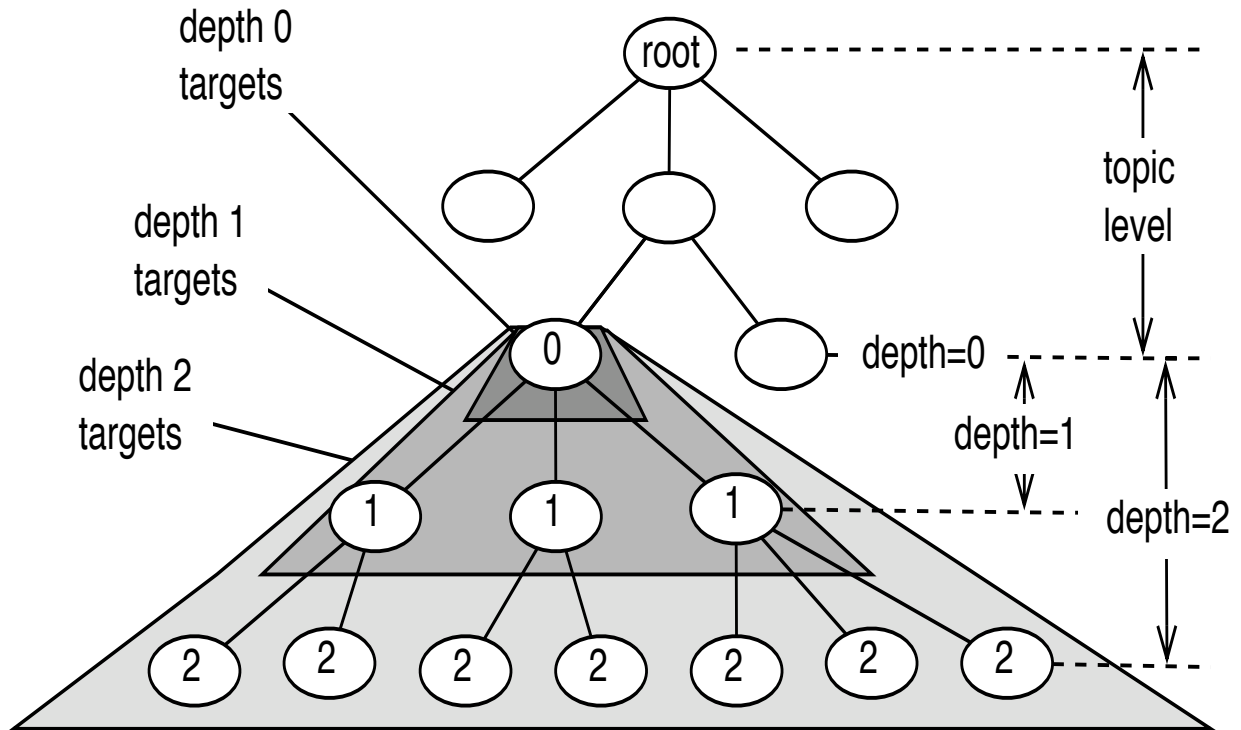 depth 0
targets
root
topic
level
depth 1
targets
0
depth=0
depth 2
targets
depth=1
1
1
1
depth=2
2
2
2
2
2
2
2